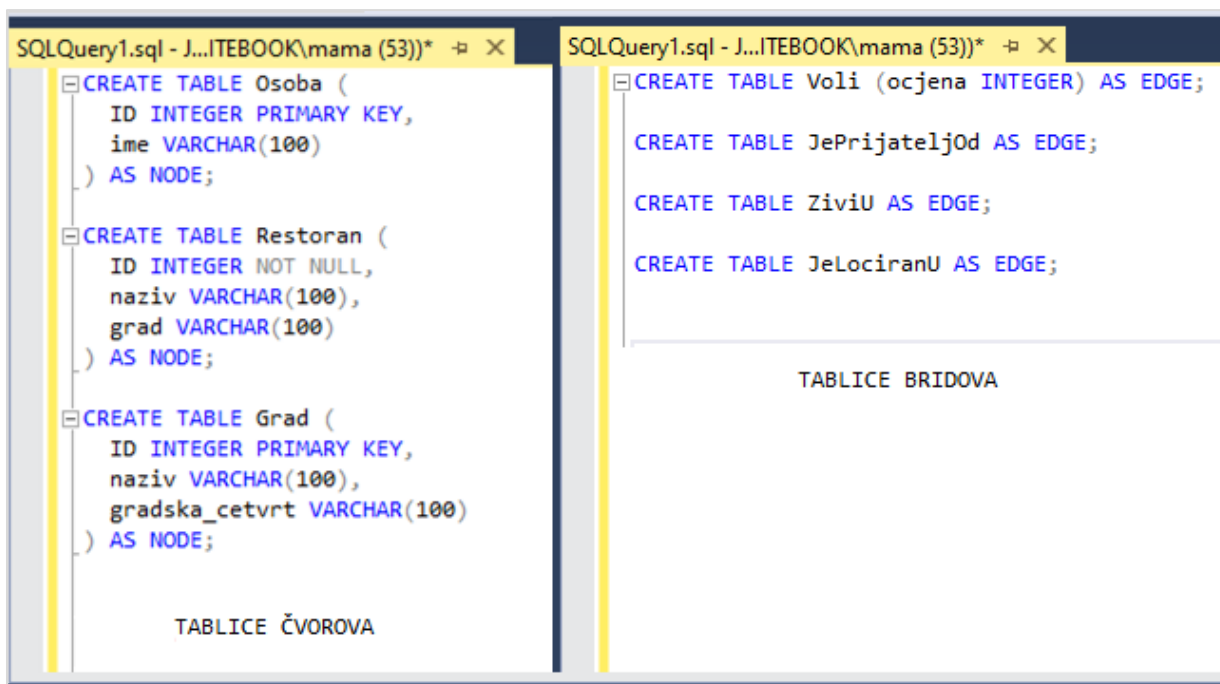 SQLQuery1.sql - J...ITEBOOK\mama (53))*
CREATE TABLE Osoba (
ID INTEGER PRIMARY KEY,
ime VARCHAR(100)
) AS NODE;
CREATE TABLE Restoran (
ID INTEGER NOT NULL,
naziv VARCHAR(100),
grad VARCHAR(100)
) AS NODE;
CREATE TABLE Grad (
ID INTEGER PRIMARY KEY,
naziv VARCHAR(100),
gradska_cetvrt VARCHAR(100)
) AS NODE;
TABLICE ČVOROVA
SQLQuery1.sql - J...ITEBOOK\mama (53))*
CREATE TABLE Voli (ocjena INTEGER) AS EDGE;
CREATE TABLE JePrijateljOd AS EDGE;
CREATE TABLE ZiviU AS EDGE;
CREATE TABLE JeLociranU AS EDGE;
TABLICE BRIDOVA